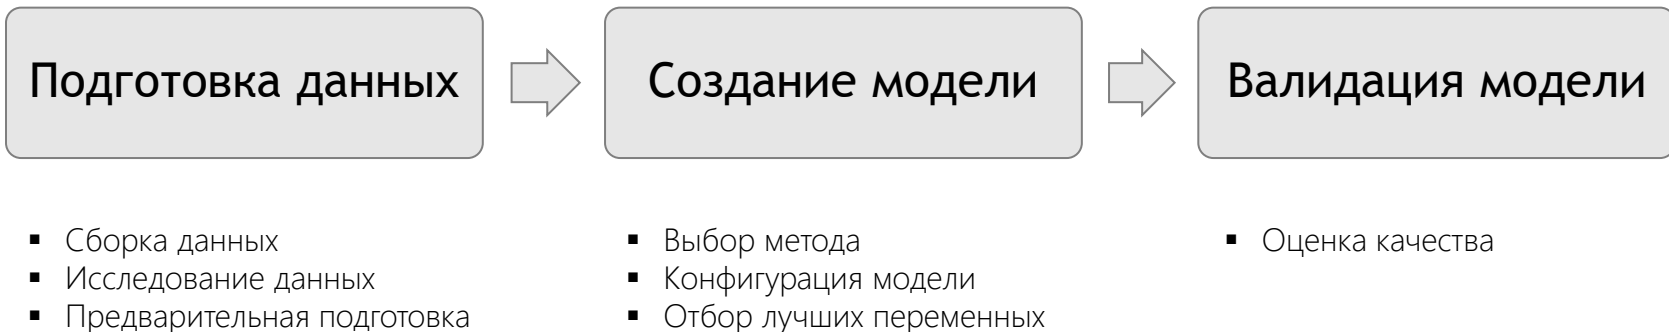 Подготовка данных
Создание модели
Валидация модели
▪ Сборка данных
▪ Исследование данных
▪ Предварительная подготовка
▪ Выбор метода
▪ Конфигурация модели
▪ Отбор лучших переменных
▪ Оценка качества